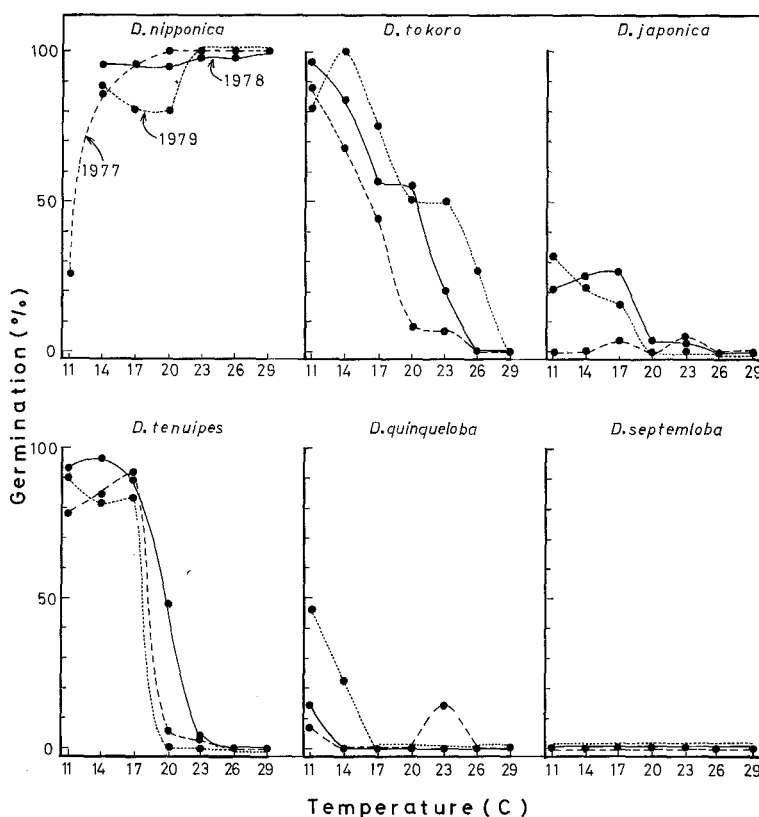 D. nipponica
D. tokoro
D. japonica
100
50
0
1978
1979
1977
11 14 17 20 23 26 29
11 14 17 20 23 26 29
11 14 17 20 23 26 29
Germination (%)
D. tenuipes
D. quinqueloba
D. septemloba
100
50
0
11 14 17 20 23 26 29
11 14 17 20 23 26 29
11 14 17 20 23 26 29
Temperature (C)